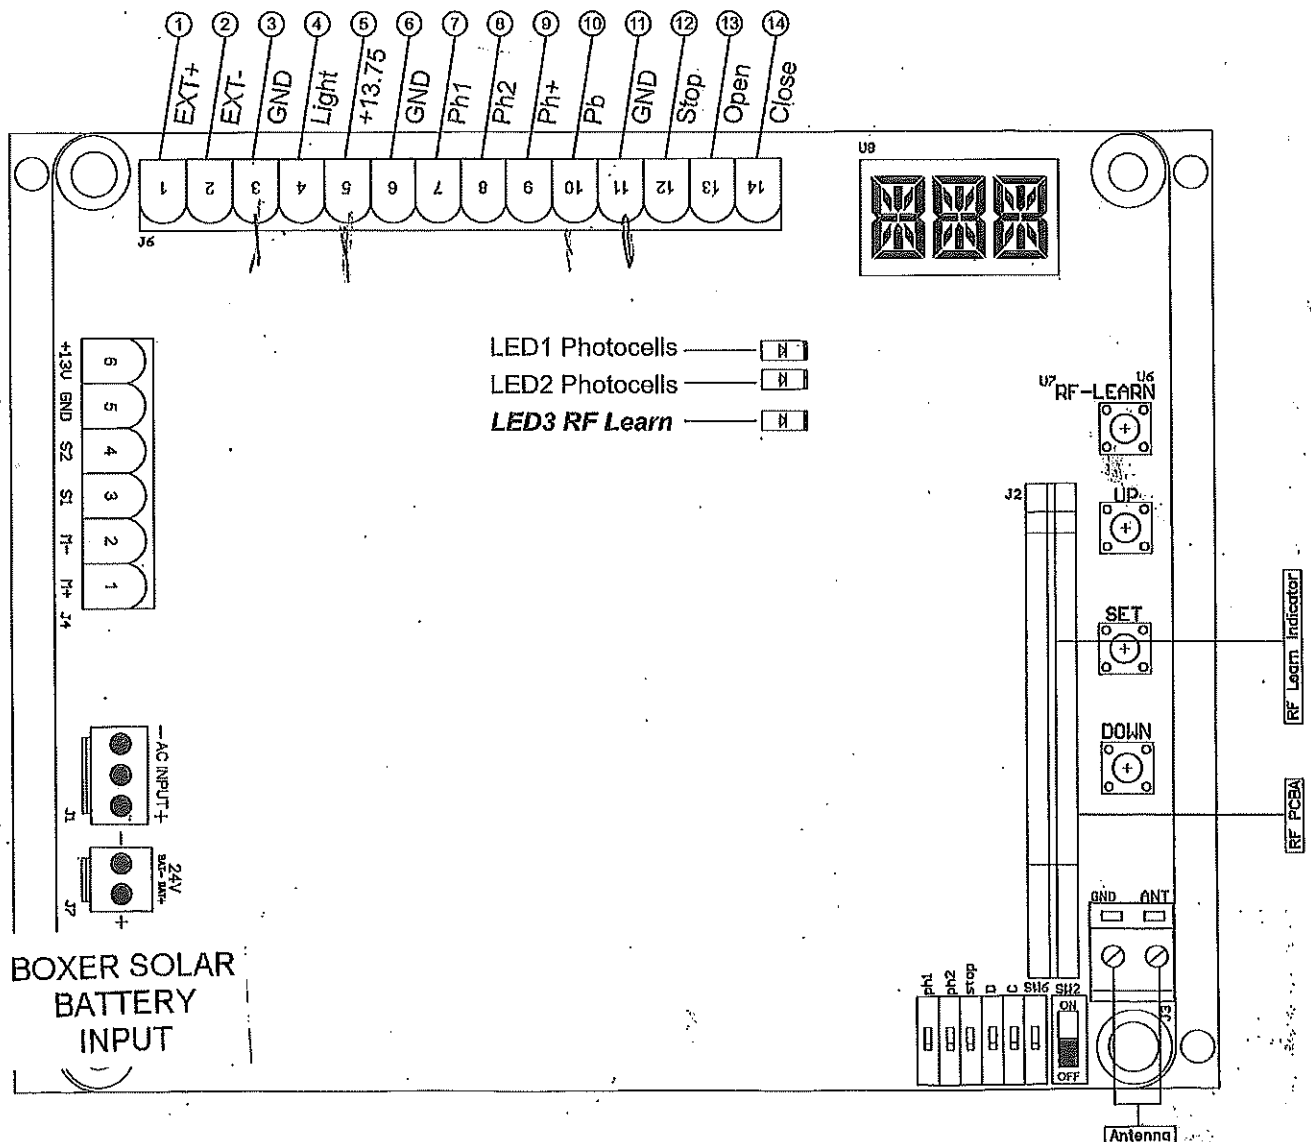 1 2 3 4 5 6 7 8 9 10 11 12 13 14
EXT+ EXT- GND Light +13.75 GND Ph1 Ph2 Ph+ Pb GND Stop Open Close
1 2 3 4 5 6 7 8 9 10 11 12 13 14
J6
U8
+13V GND S2 S1 M- M+
6 5 4 3 2 1
J4
LED1 Photocells
LED2 Photocells
LED3 RF Learn
U7 U6
RF-LEARN
J2
UP
SET
DOWN
RF Learn Indicator
RF PCBA
- AC INPUT +
J1
-
24V
BAT- BAT+
J7
+
BOXER SOLAR
BATTERY
INPUT
GND ANT
J3
ph1 ph2 stop D C SW6 SW2
ON
OFF
Antenna